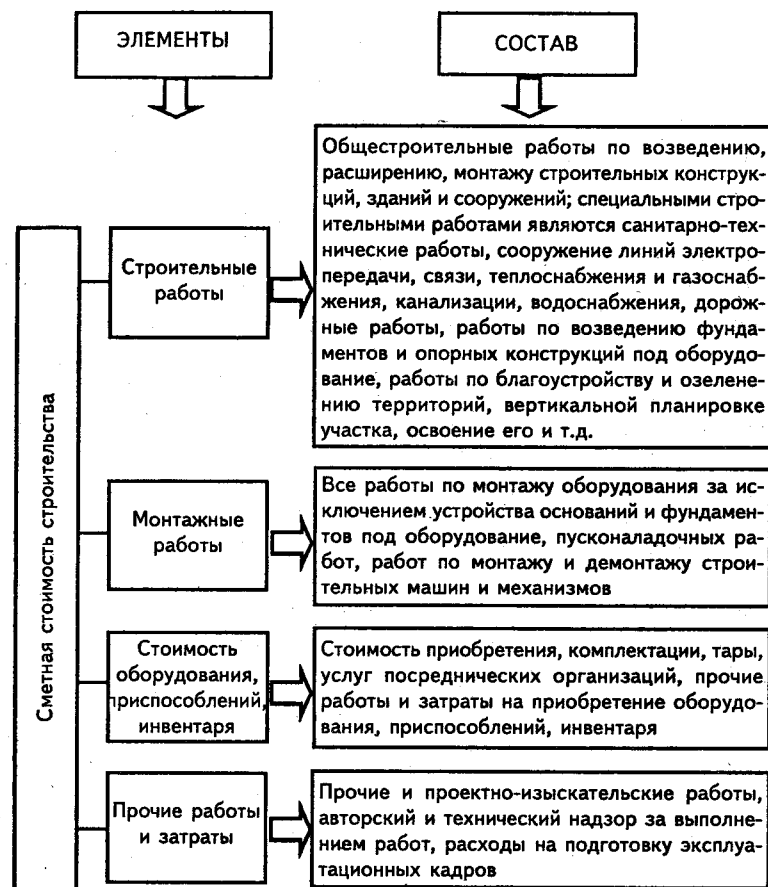 ЭЛЕМЕНТЫ
СОСТАВ
Сметная стоимость строительства
Строительные
работы
Общестроительные работы по возведению,
расширению, монтажу строительных конструк-
ций, зданий и сооружений; специальными стро-
ительными работами являются санитарно-тех-
нические работы, сооружение линий электро-
передачи, связи, теплоснабжения и газоснаб-
жения, канализации, водоснабжения, дорож-
ные работы, работы по возведению фунда-
ментов и опорных конструкций под оборудо-
вание, работы по благоустройству и озелене-
нию территорий, вертикальной планировке
участка, освоение его и т.д.
Монтажные
работы
Все работы по монтажу оборудования за ис-
ключением устройства оснований и фундамен-
тов под оборудование, пусконаладочных ра-
бот, работ по монтажу и демонтажу строи-
тельных машин и механизмов
Стоимость
оборудования,
приспособлений,
инвентаря
Стоимость приобретения, комплектации, тары,
услуг посреднических организаций, прочие
работы и затраты на приобретение оборудо-
вания, приспособлений, инвентаря
Прочие работы
и затраты
Прочие и проектно-изыскательские работы,
авторский и технический надзор за выполне-
нием работ, расходы на подготовку эксплуа-
тационных кадров